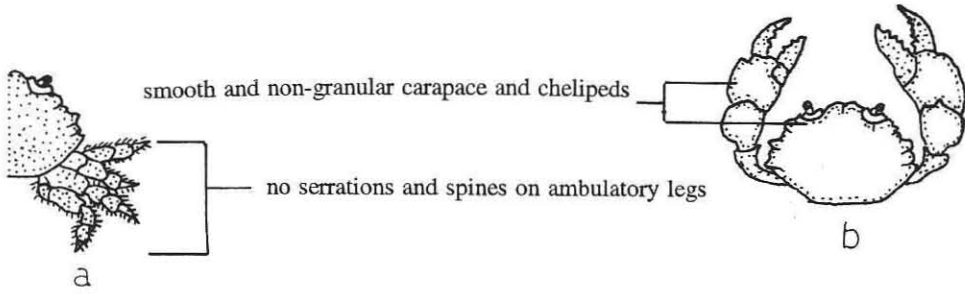 smooth and non-granular carapace and chelipeds
no serrations and spines on ambulatory legs
a
b